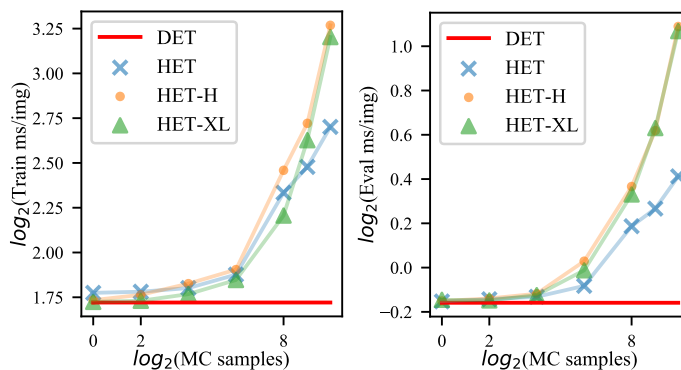 3.25
3.00
2.75
2.50
2.25
2.00
1.75
log₂(Train ms/img)
DET
HET
HET-H
HET-XL
0
2
8
log₂(MC samples)
1.0
0.8
0.6
0.4
0.2
0.0
−0.2
log₂(Eval ms/img)
DET
HET
HET-H
HET-XL
0
2
8
log₂(MC samples)